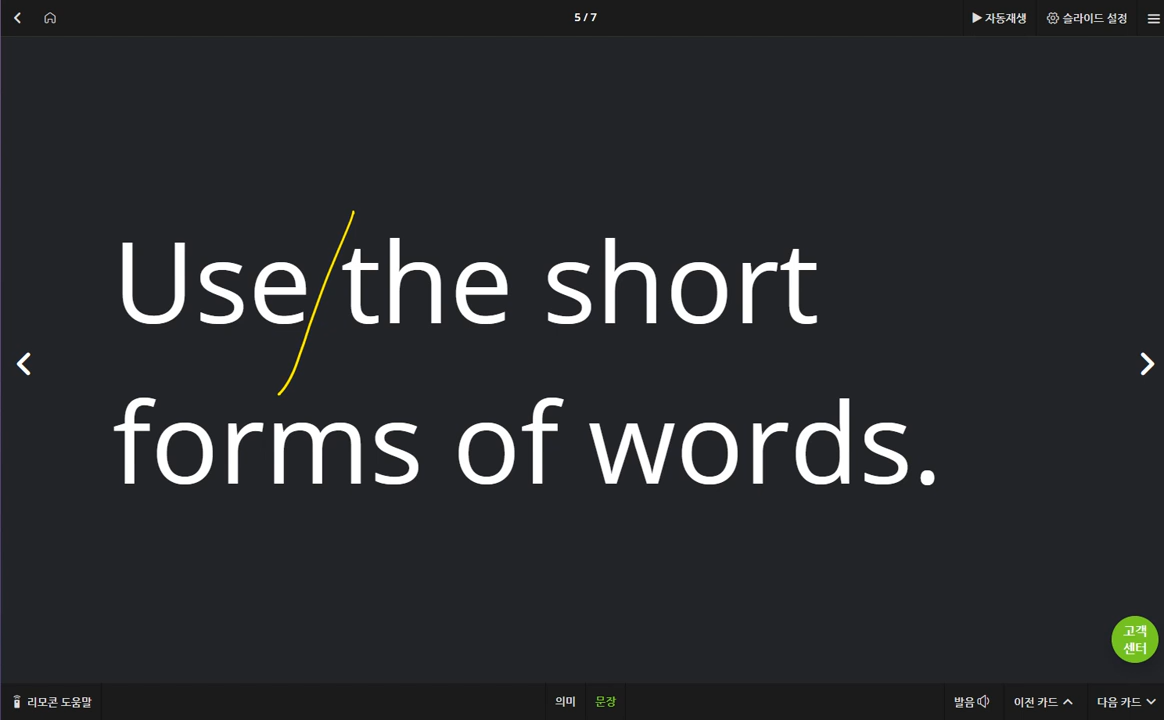 5 / 7
자동재생
슬라이드 설정
Use the short
forms of words.
고객
센터
리모콘 도움말
의미
문장
발음
이전 카드
다음 카드